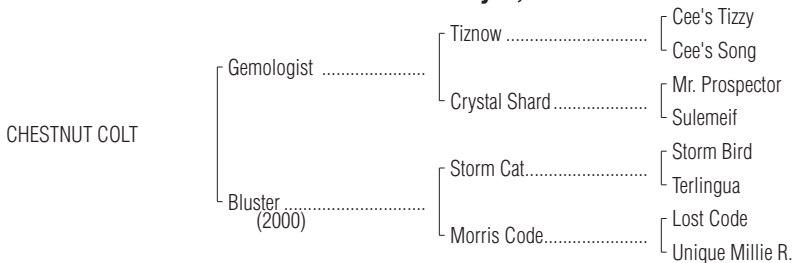 Cee's Tizzy
Tiznow
Cee's Song
Gemologist
Mr. Prospector
Crystal Shard
Sulemeif
CHESTNUT COLT
Storm Bird
Storm Cat
Terlingua
Bluster
(2000)
Lost Code
Morris Code
Unique Millie R.